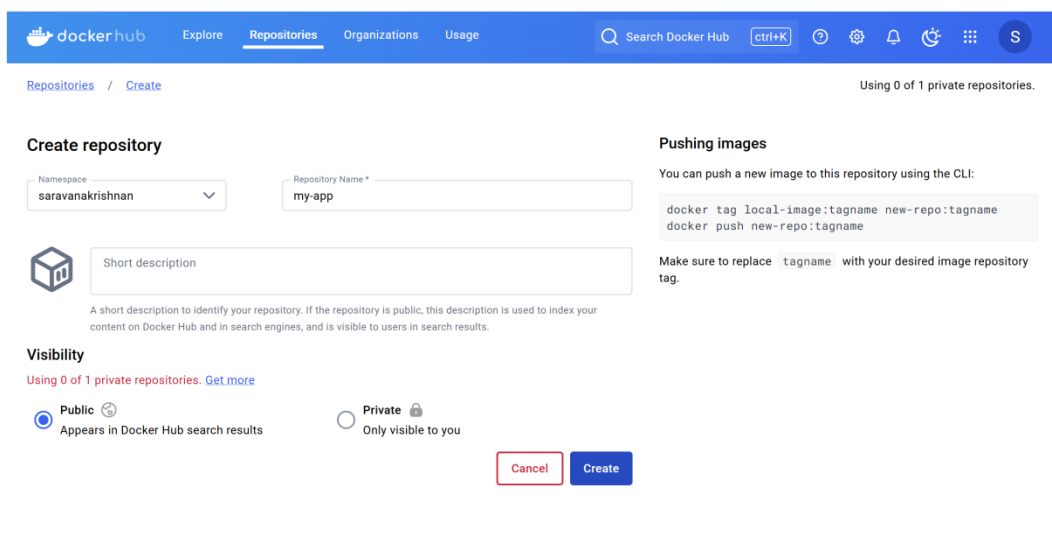 dockerhub Explore Repositories Organizations Usage Search Docker Hub ctrl+K S
Repositories / Create Using 0 of 1 private repositories.
Create repository
Namespace
saravanakrishnan
Repository Name *
my-app
Short description
A short description to identify your repository. If the repository is public, this description is used to index your
content on Docker Hub and in search engines, and is visible to users in search results.
Visibility
Using 0 of 1 private repositories. Get more
Public
Appears in Docker Hub search results
Private
Only visible to you
Cancel Create
Pushing images
You can push a new image to this repository using the CLI:
docker tag local-image:tagname new-repo:tagname
docker push new-repo:tagname
Make sure to replace tagname with your desired image repository
tag.